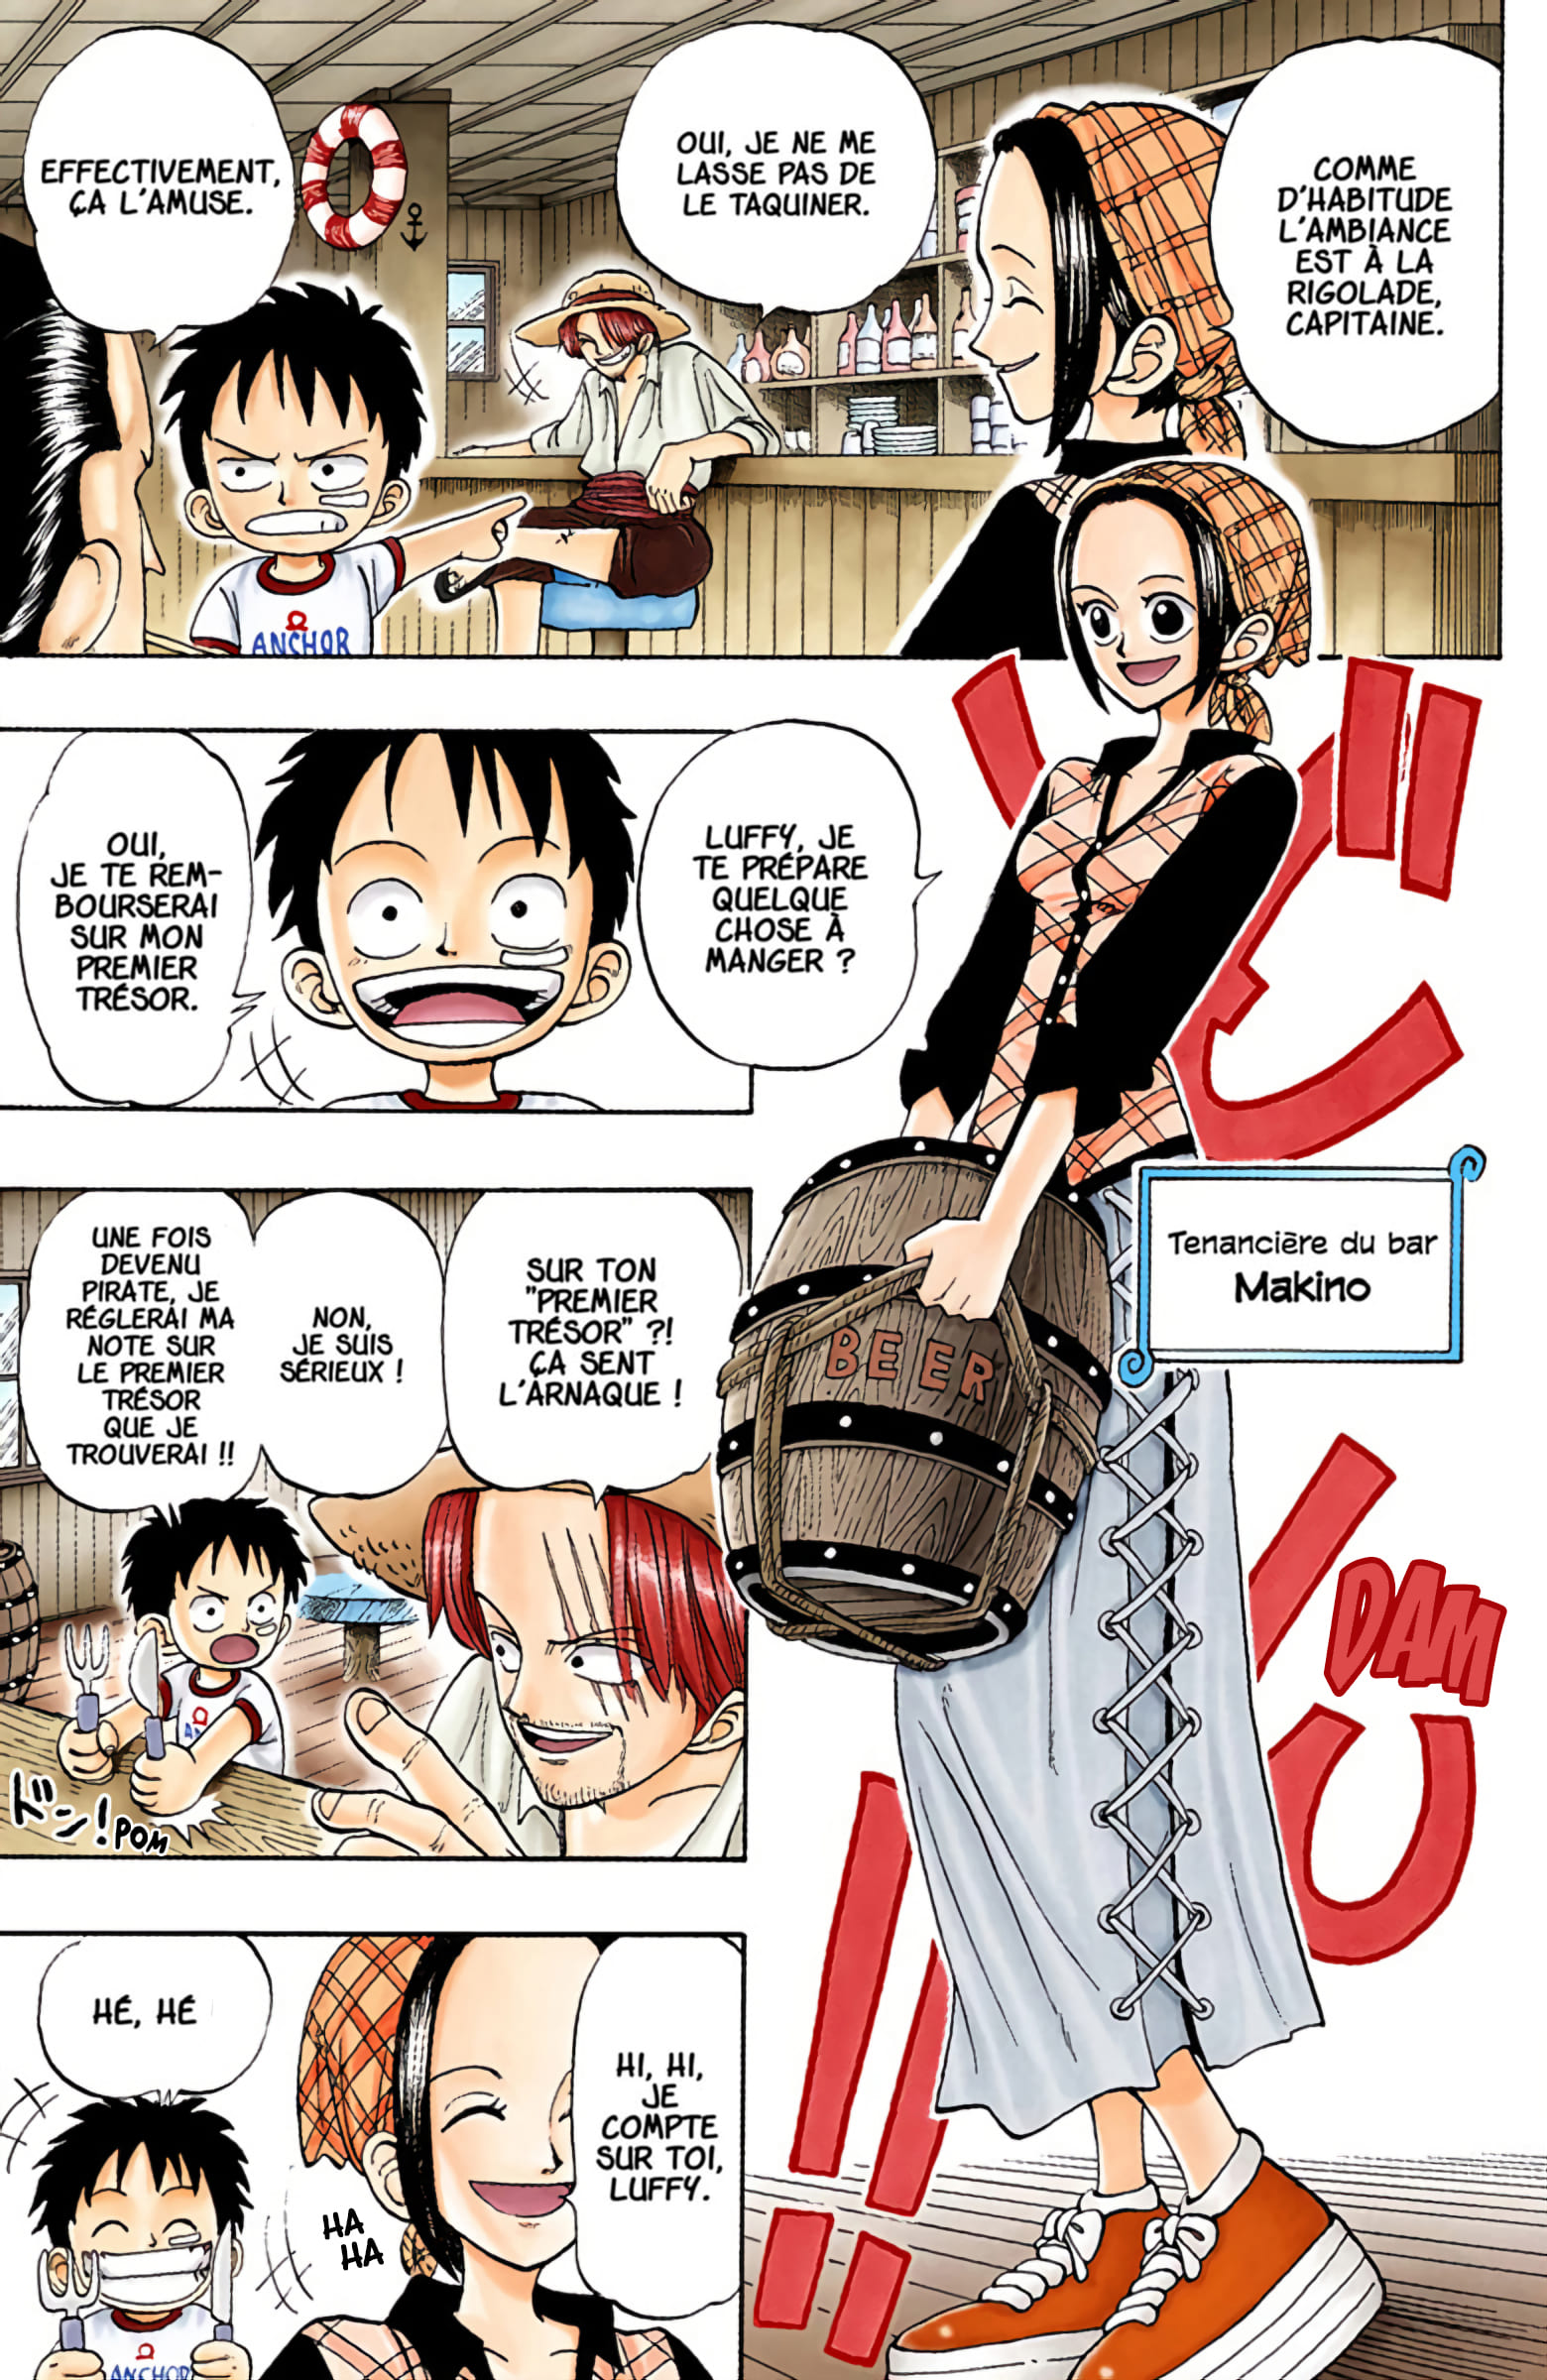 COMME
D'HABITUDE
L'AMBIANCE
EST À LA
RIGOLADE,
CAPITAINE.
OUI, JE NE ME
LASSE PAS DE
LE TAQUINER.
EFFECTIVEMENT,
ÇA L'AMUSE.
ANCHOR
LUFFY, JE
TE PRÉPARE
QUELQUE
CHOSE À
MANGER ?
OUI,
JE TE REM-
BOURSERAI
SUR MON
PREMIER
TRÉSOR.
Tenancière du bar
Makino
BEER
DAM
SUR TON
"PREMIER
TRÉSOR" ?!
ÇA SENT
L'ARNAQUE !
NON,
JE SUIS
SÉRIEUX !
UNE FOIS
DEVENU
PIRATE, JE
RÉGLERAI MA
NOTE SUR
LE PREMIER
TRÉSOR
QUE JE
TROUVERAI !!
ドン!
POM
HI, HI,
JE
COMPTE
SUR TOI,
LUFFY.
HA
HA
HÉ, HÉ
ANCHOR